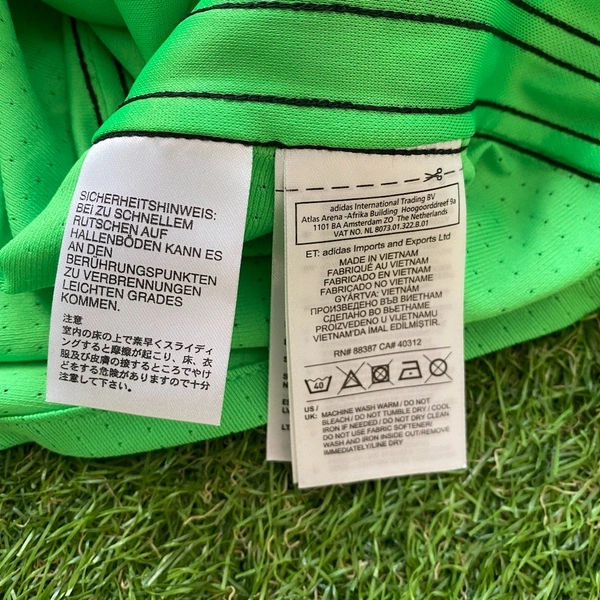 SICHERHEITSHINWEIS:
BEI ZU SCHNELLEM
RUTSCHEN AUF
HALLENBÖDEN KANN ES
AN DEN
BERÜHRUNGSPUNKTEN
ZU VERBRENNUNGEN
LEICHTEN GRADES
KOMMEN.
注意
室内の床の上で素早くスライディ
ングすると摩擦が起こり、床、衣
服及び皮膚の接するところでやけ
どをする危険がありますので十分
注意して下さい。
adidas International Trading BV
Atlas Arena -Afrika Building Hoogoorddreef 9a
1101 BA Amsterdam ZO The Netherlands
VAT NO. NL 8073.01.322.B.01
ET: adidas Imports and Exports Ltd
MADE IN VIETNAM
FABRIQUÉ AU VIETNAM
FABRICADO EN VIETNAM
FABRICADO NO VIETNAME
GYÁRTVA: VIETNÁM
ПРОИЗВЕДЕНО ВЪВ ВИЕТНАМ
СДЕЛАНО ВО ВЬЕТНАМЕ
PROIZVEDENO U VIJETNAMU
VIETNAM'DA İMAL EDİLMİŞTİR.
RN# 88387 CA# 40312
40
US / UK: MACHINE WASH WARM / DO NOT
BLEACH / DO NOT TUMBLE DRY / COOL
IRON IF NEEDED / DO NOT DRY CLEAN
DO NOT USE FABRIC SOFTENER/
WASH AND IRON INSIDE OUT/REMOVE
IMMEDIATELY/LINE DRY